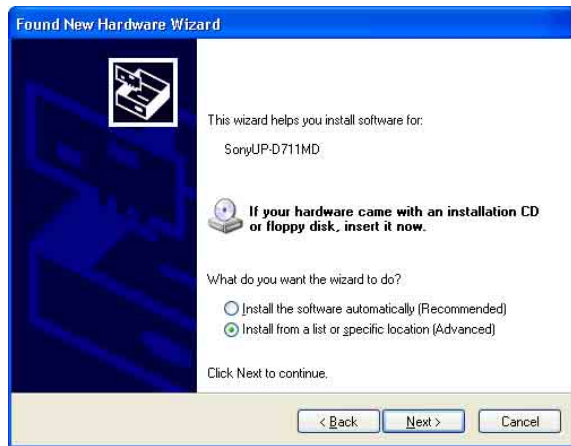 Found New Hardware Wizard
This wizard helps you install software for:
SonyUP-D711MD
If your hardware came with an installation CD
or floppy disk, insert it now.
What do you want the wizard to do?
Install the software automatically (Recommended)
Install from a list or specific location (Advanced)
Click Next to continue.
< Back Next > Cancel